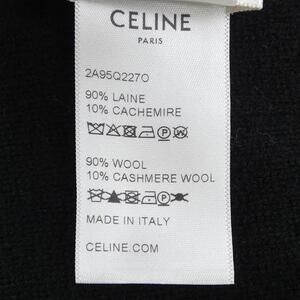 CELINE
PARIS
2A95Q227O
90% LAINE
10% CACHEMIRE
90% WOOL
10% CASHMERE WOOL
MADE IN ITALY
CELINE.COM